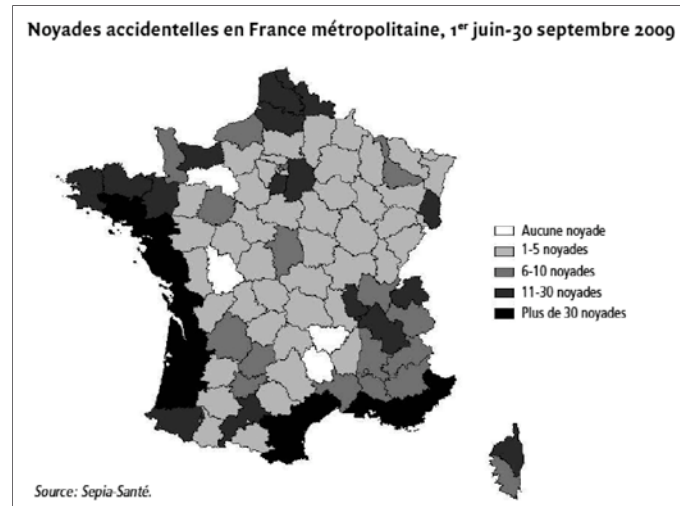 Noyades accidentelles en France métropolitaine, 1er juin-30 septembre 2009
Aucune noyade
1-5 noyades
6-10 noyades
11-30 noyades
Plus de 30 noyades
Source: Sepia-Santé.